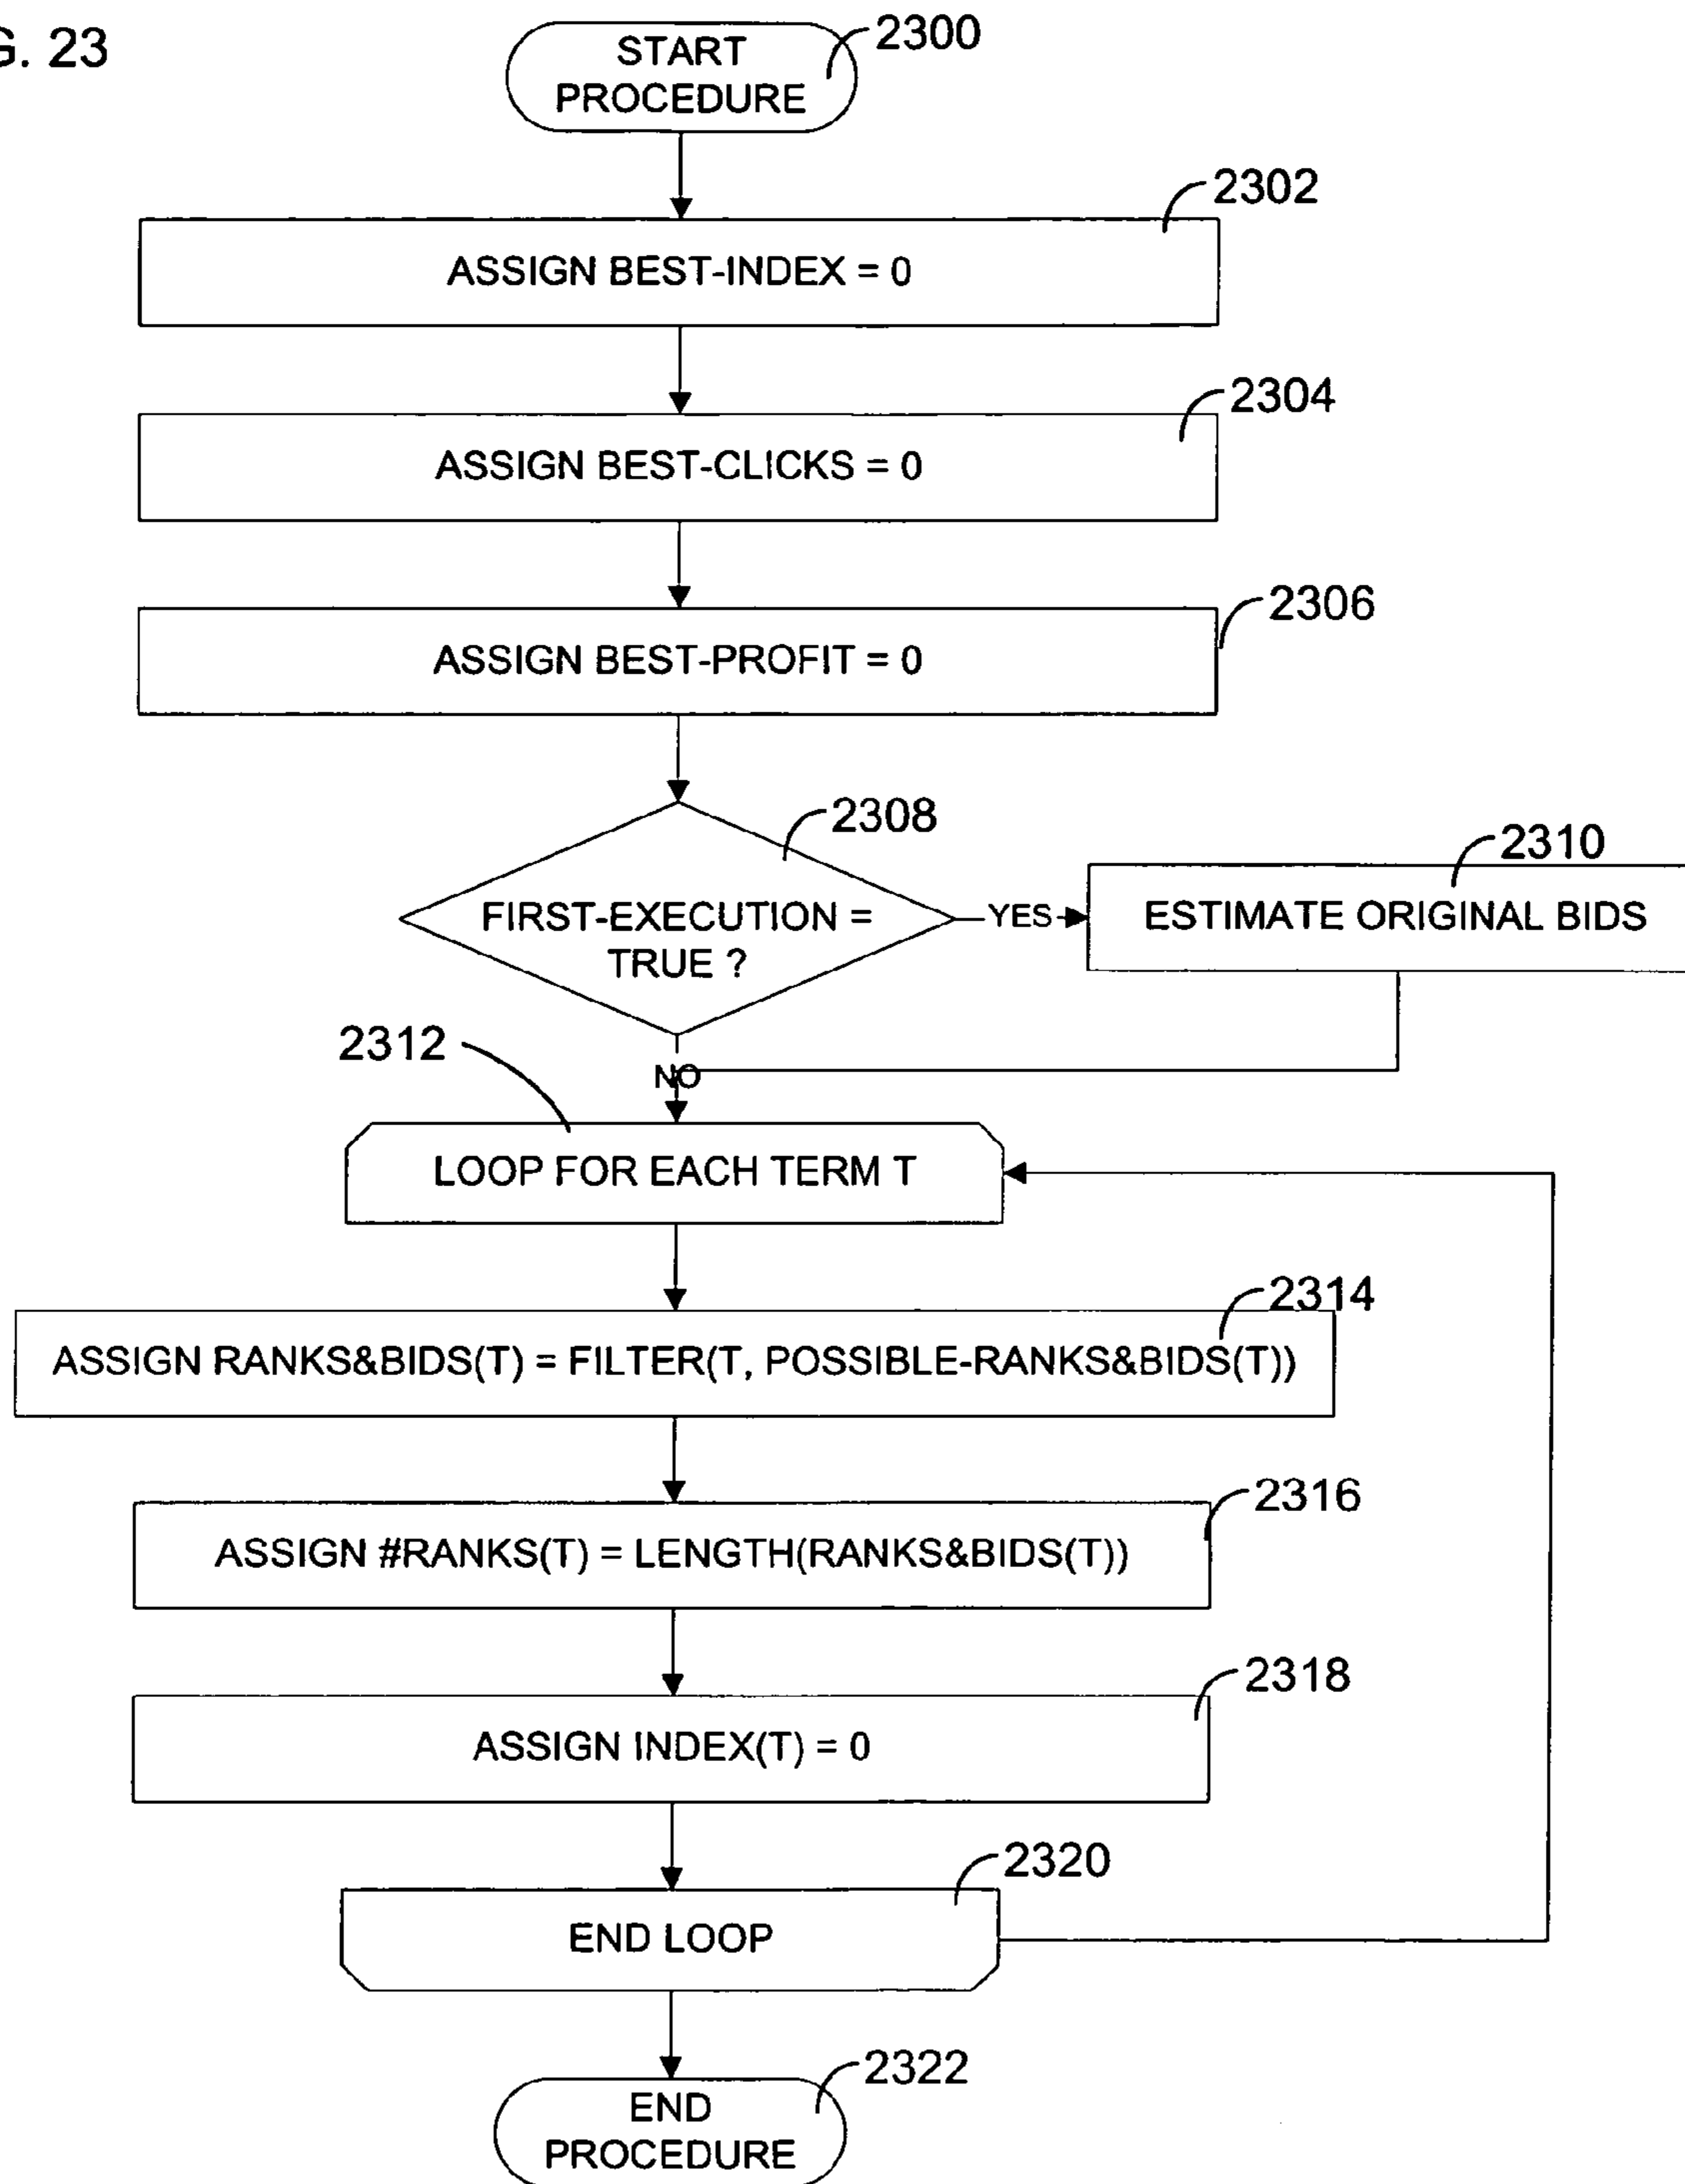 G. 23
START
PROCEDURE
2300
2302
ASSIGN BEST-INDEX = 0
2304
ASSIGN BEST-CLICKS = 0
2306
ASSIGN BEST-PROFIT = 0
2308
FIRST-EXECUTION =
TRUE ?
YES
2310
ESTIMATE ORIGINAL BIDS
NO
2312
LOOP FOR EACH TERM T
2314
ASSIGN RANKS&BIDS(T) = FILTER(T, POSSIBLE-RANKS&BIDS(T))
2316
ASSIGN #RANKS(T) = LENGTH(RANKS&BIDS(T))
2318
ASSIGN INDEX(T) = 0
2320
END LOOP
2322
END
PROCEDURE